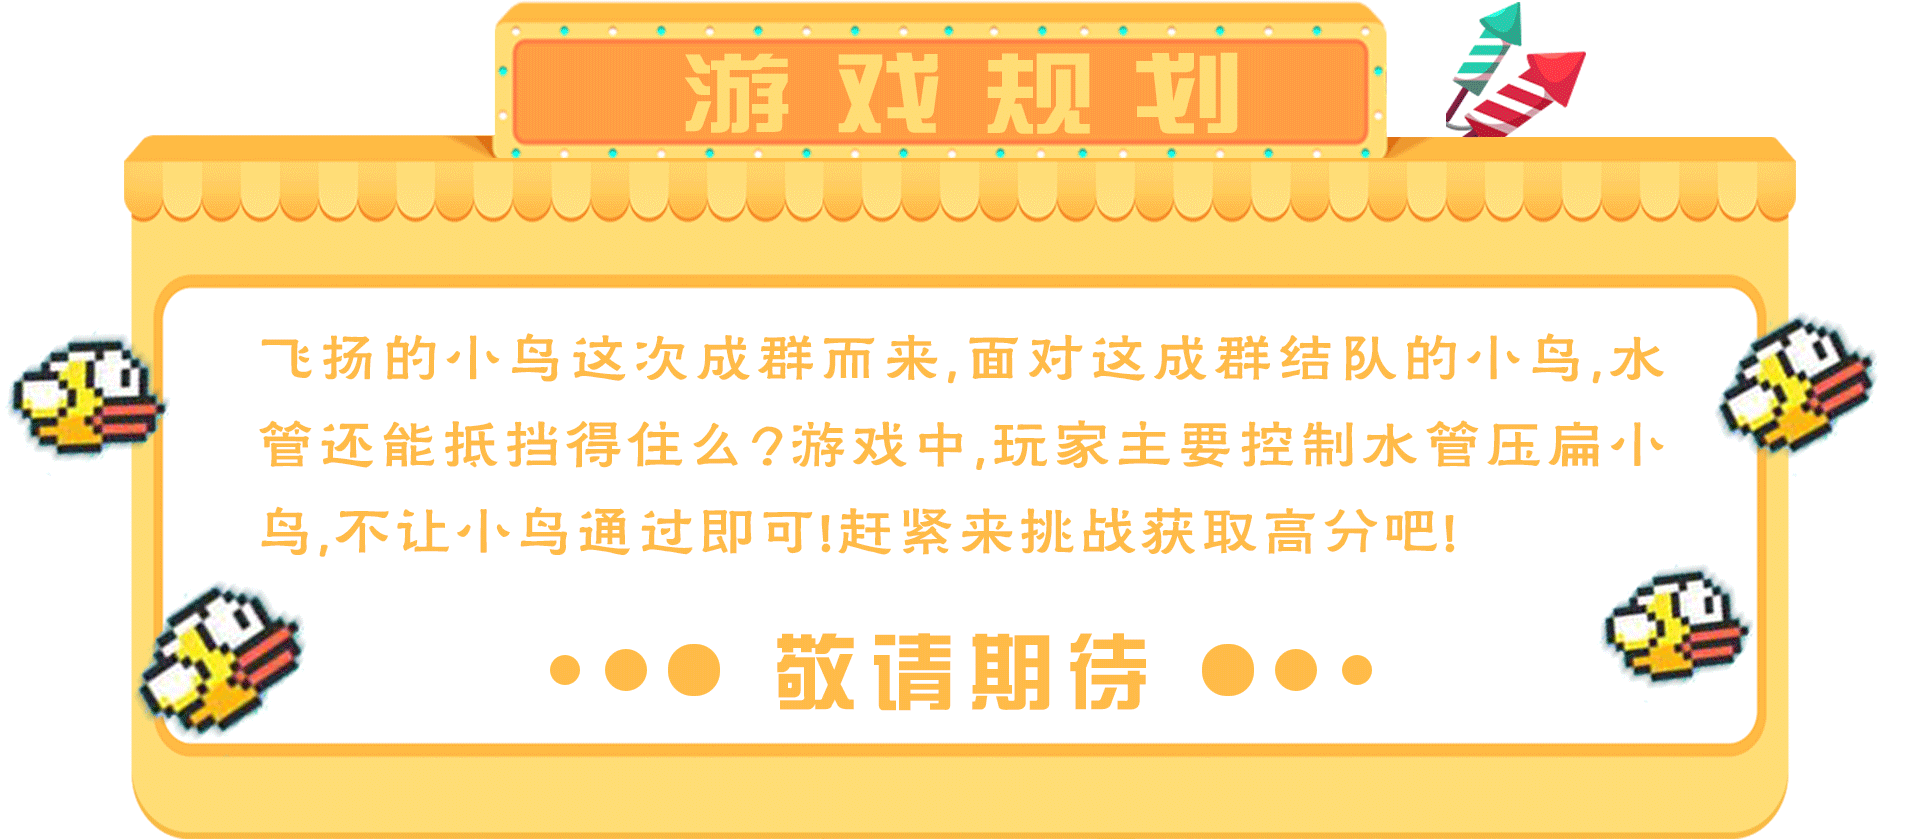 游戏规划
飞扬的小鸟这次成群而来,面对这成群结队的小鸟,水
管还能抵挡得住么?游戏中,玩家主要控制水管压扁小
鸟,不让小鸟通过即可!赶紧来挑战获取高分吧!
敬请期待